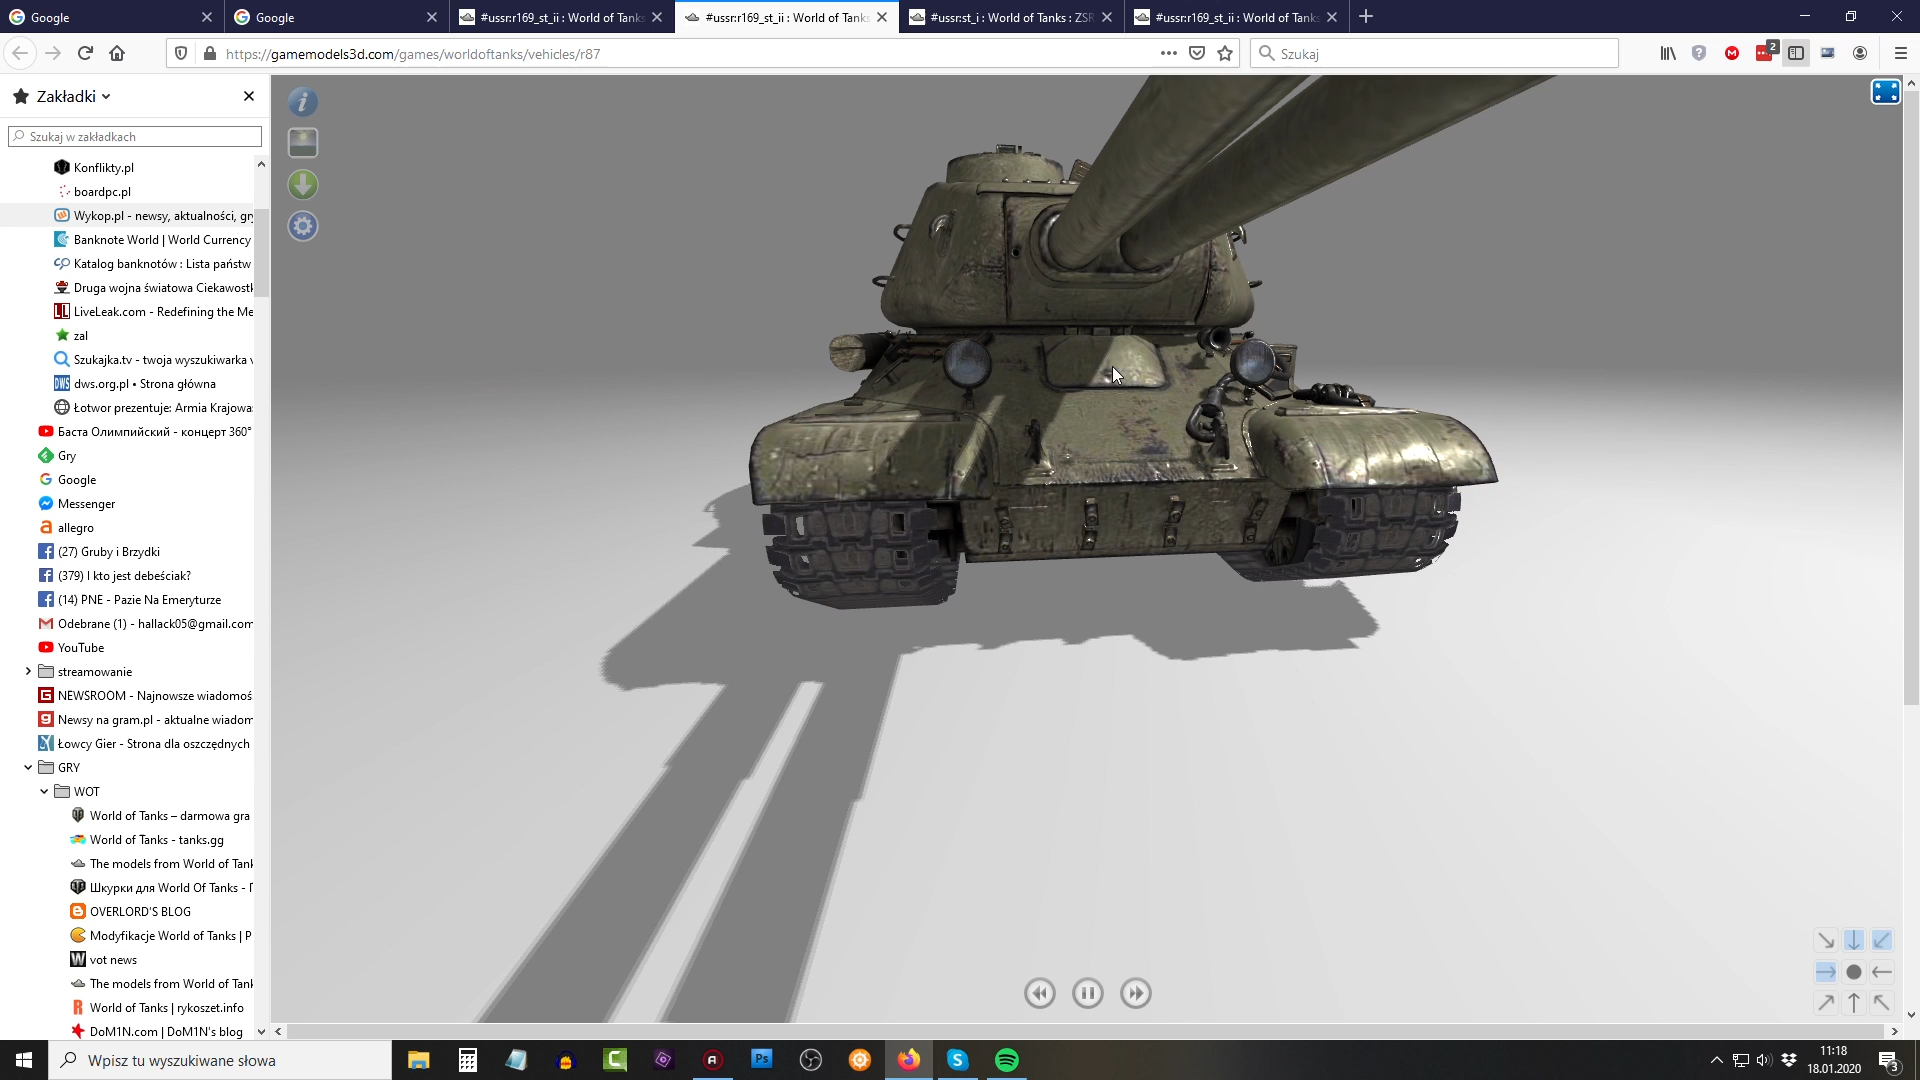 Google
Google
#ussr:r169_st_ii : World of Tanks
#ussr:r169_st_ii : World of Tanks
#ussr:st_i : World of Tanks : ZSR
#ussr:r169_st_ii : World of Tanks
https://gamemodels3d.com/games/worldoftanks/vehicles/r87
Szukaj
2
Zakładki
Szukaj w zakładkach
Konflikty.pl
boardpc.pl
Wykop.pl - newsy, aktualności, gry
Banknote World | World Currency
Katalog banknotów : Lista państw
Druga wojna światowa Ciekawostk
LiveLeak.com - Redefining the Me
zal
Szukajka.tv - twoja wyszukiwarka v
DWS dws.org.pl • Strona główna
Łotwor prezentuje: Armia Krajowa:
Баста Олимпийский - концерт 360°
Gry
Google
Messenger
allegro
(27) Gruby i Brzydki
(379) I kto jest debeściak?
(14) PNE - Pazie Na Emeryturze
Odebrane (1) - hallack05@gmail.com
YouTube
streamowanie
NEWSROOM - Najnowsze wiadomoś
Newsy na gram.pl - aktualne wiadom
Łowcy Gier - Strona dla oszczędnych
GRY
WOT
World of Tanks – darmowa gra
World of Tanks - tanks.gg
The models from World of Tank
Шкурки для World Of Tanks - Г
OVERLORD'S BLOG
Modyfikacje World of Tanks | P
vot news
The models from World of Tank
World of Tanks | rykoszet.info
DoM1N.com | DoM1N's blog
Wpisz tu wyszukiwane słowa
Ps
11:18
18.01.2020
3